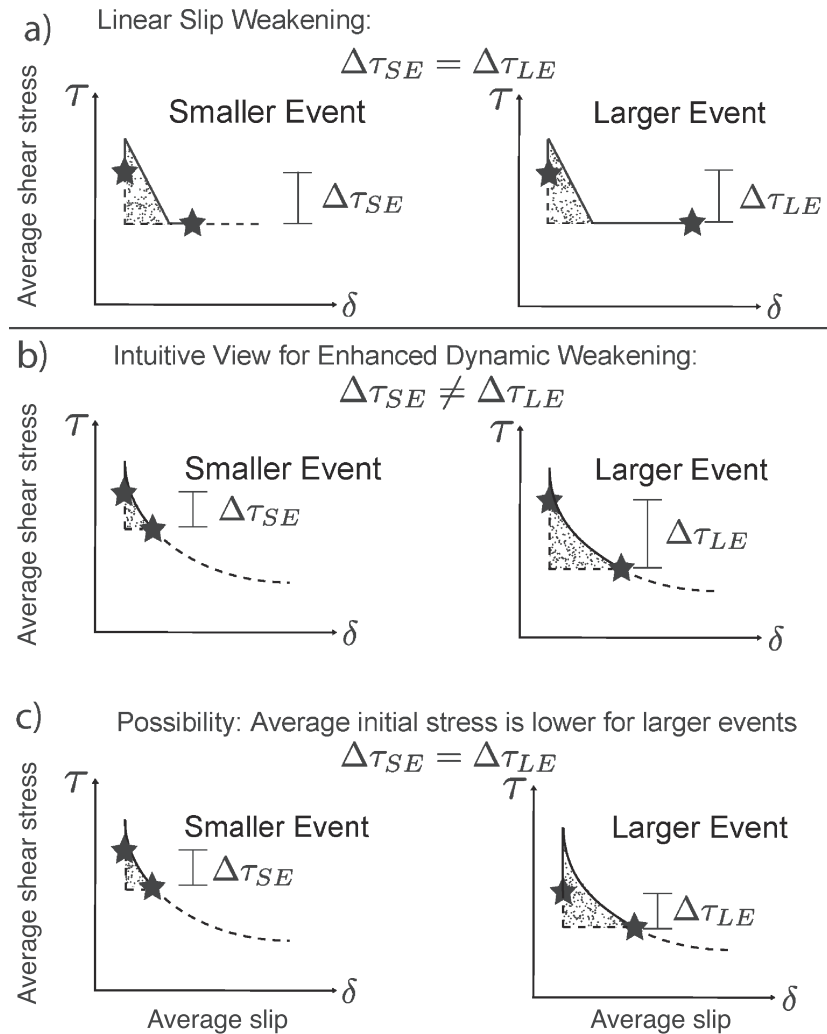 a) Linear Slip Weakening:
Δτ_SE = Δτ_LE
Average shear stress
τ
Smaller Event
Δτ_SE
δ
τ
Larger Event
Δτ_LE
δ
b) Intuitive View for Enhanced Dynamic Weakening:
Δτ_SE ≠ Δτ_LE
Average shear stress
τ
Smaller Event
Δτ_SE
δ
τ
Larger Event
Δτ_LE
δ
c) Possibility: Average initial stress is lower for larger events
Δτ_SE = Δτ_LE
Average shear stress
τ
Smaller Event
Δτ_SE
δ
Average slip
τ
Larger Event
Δτ_LE
δ
Average slip